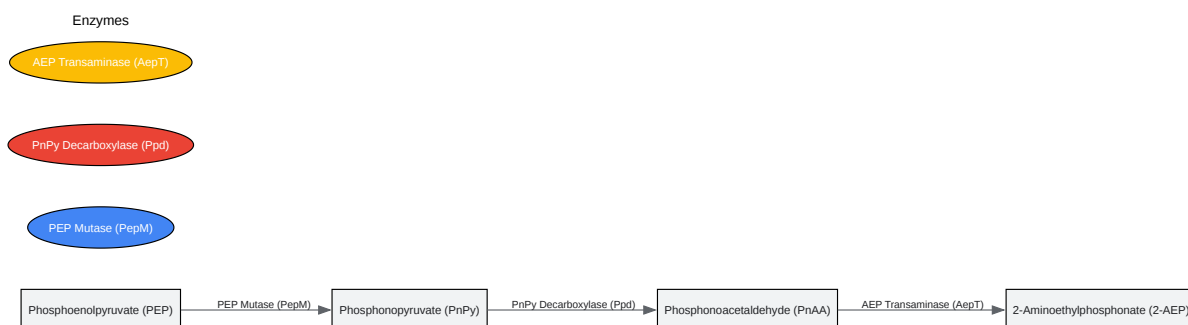 Enzymes
AEP Transaminase (AepT)
PnPy Decarboxylase (Ppd)
PEP Mutase (PepM)
Phosphoenolpyruvate (PEP)
PEP Mutase (PepM)
Phosphonopyruvate (PnPy)
PnPy Decarboxylase (Ppd)
Phosphonoacetaldehyde (PnAA)
AEP Transaminase (AepT)
2-Aminoethylphosphonate (2-AEP)